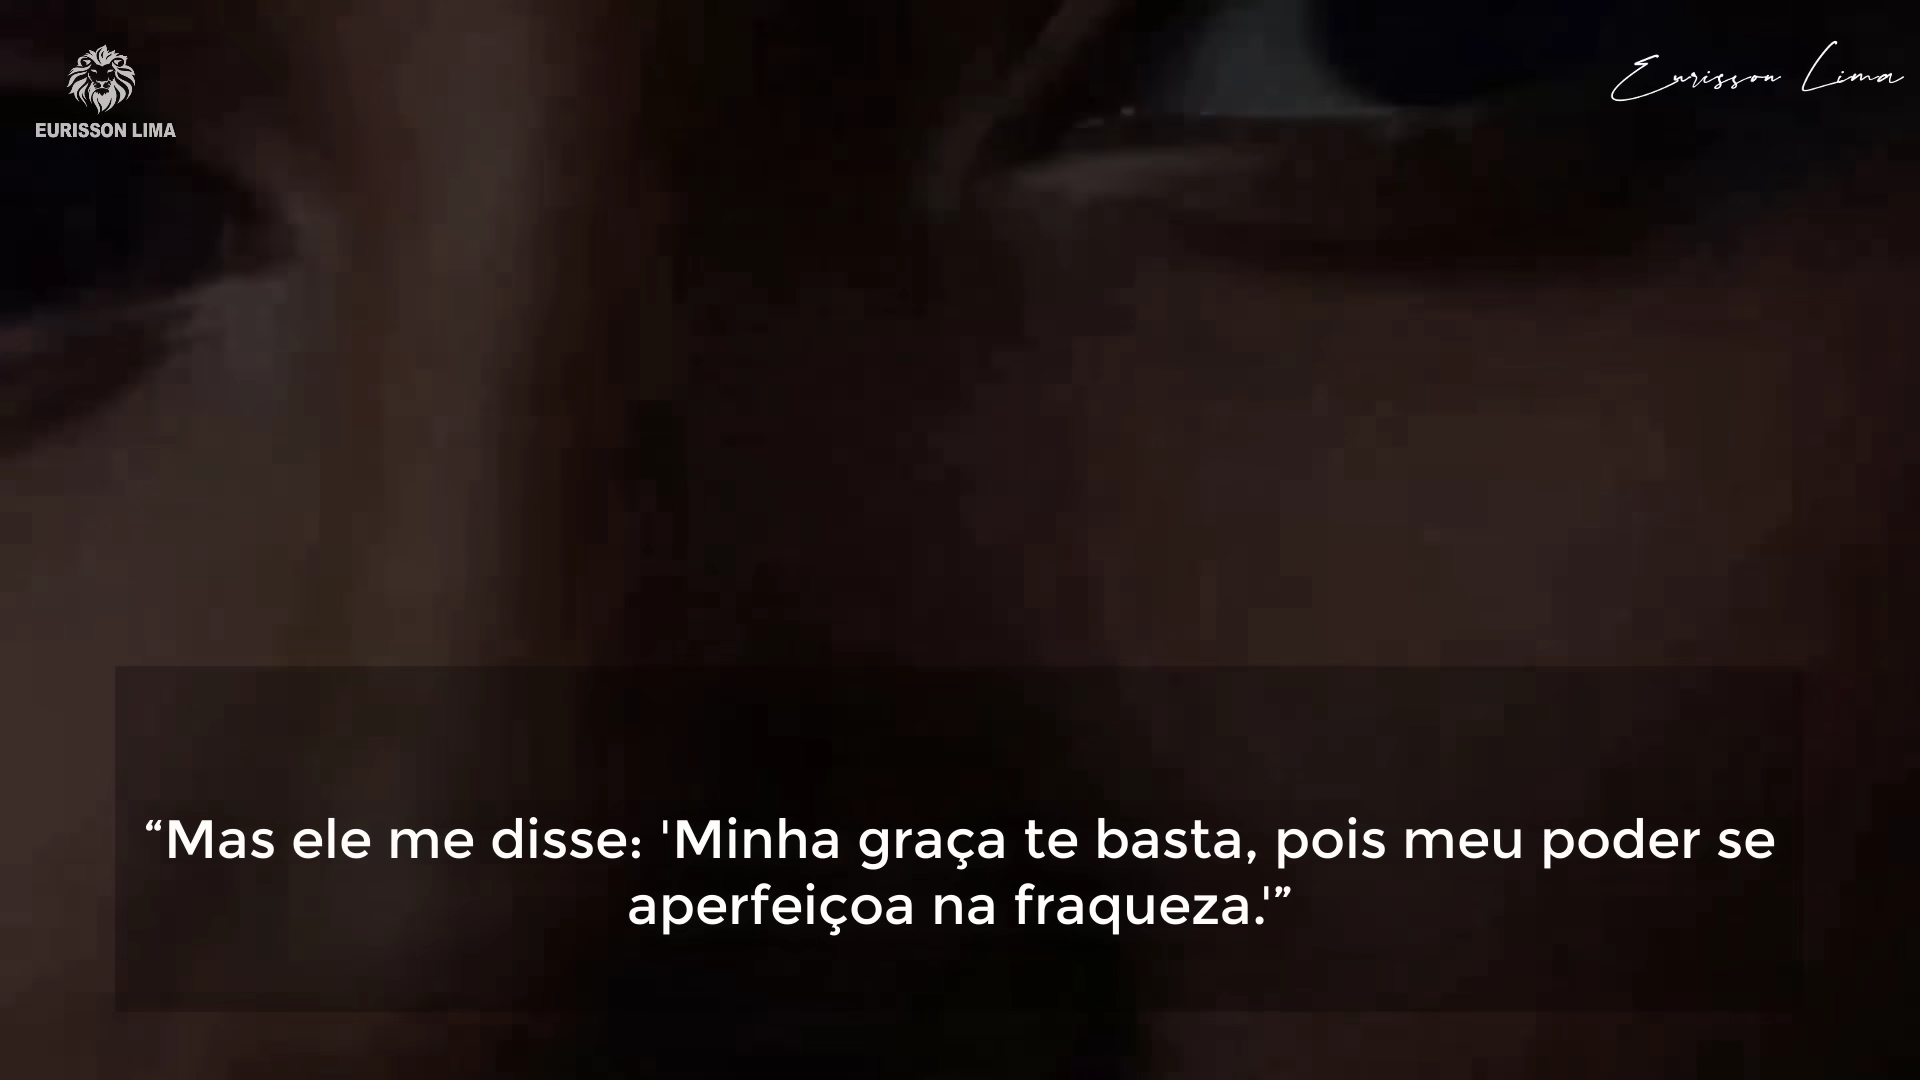 EURISSON LIMA
Eurisson Lima
“Mas ele me disse: 'Minha graça te basta, pois meu poder se
aperfeiçoa na fraqueza.'”